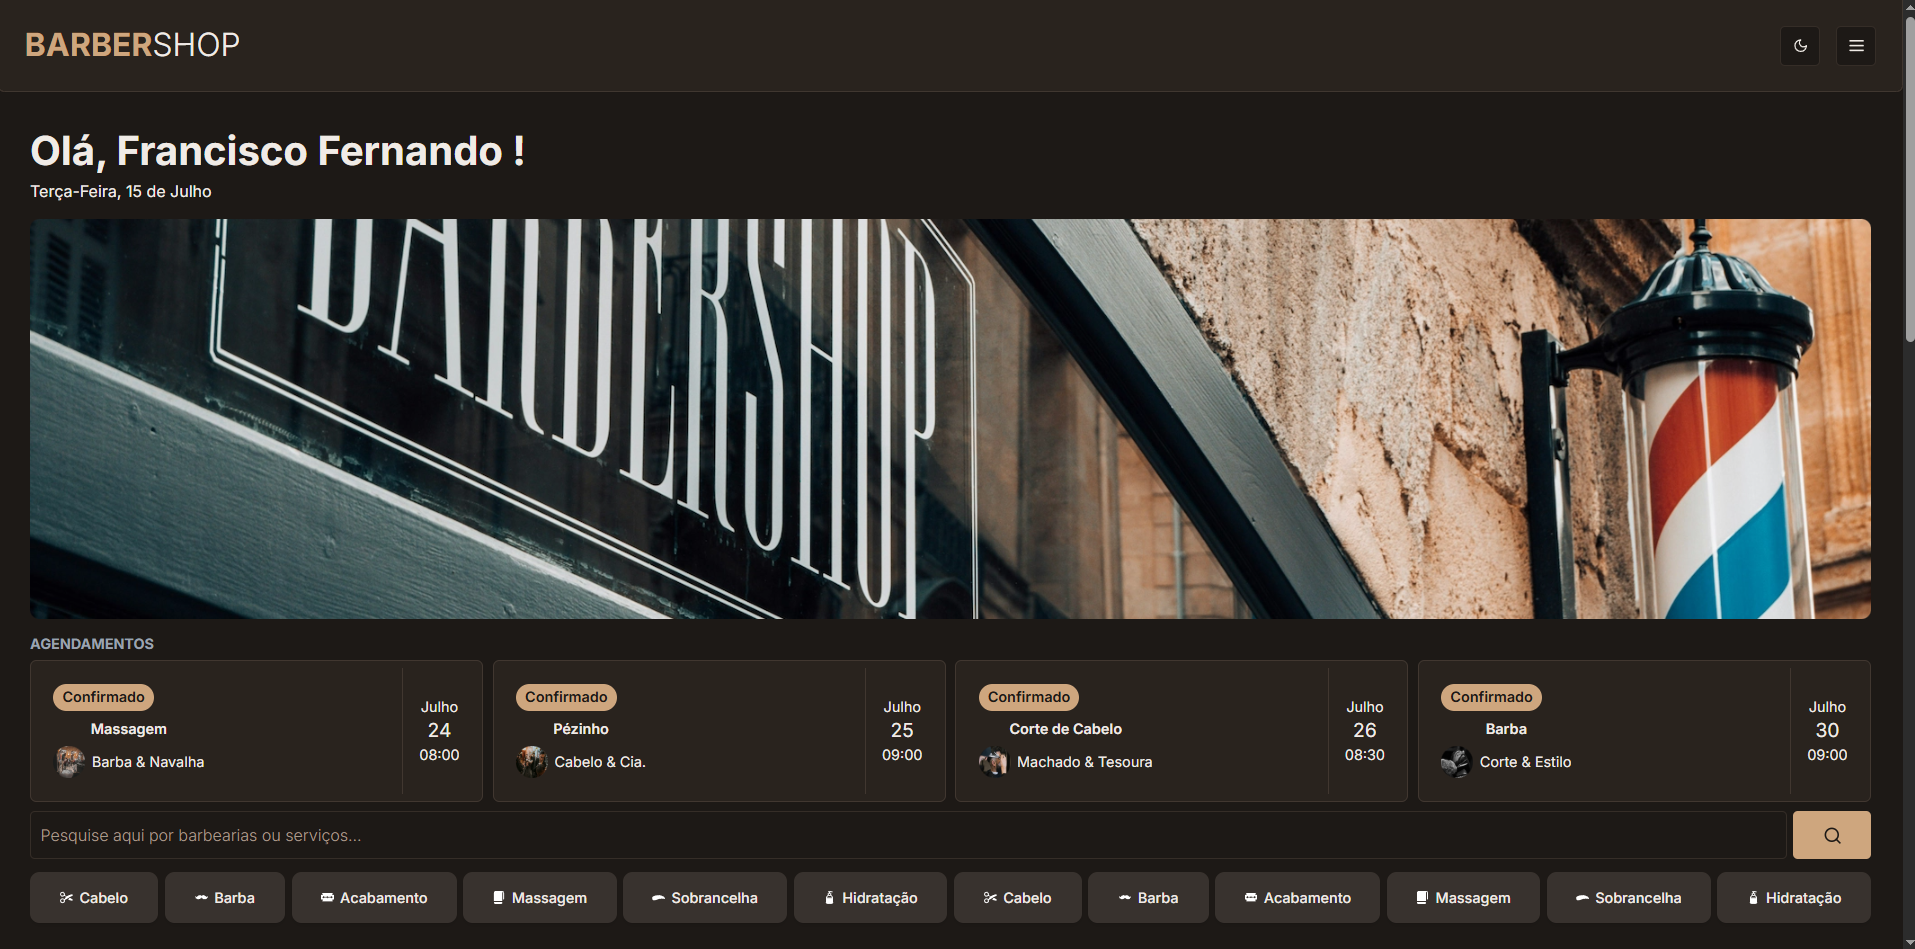 BARBERSHOP
Olá, Francisco Fernando !
Terça-Feira, 15 de Julho
BARBERSHOP
AGENDAMENTOS
Confirmado
Massagem
Barba & Navalha
Julho
24
08:00
Confirmado
Pézinho
Cabelo & Cia.
Julho
25
09:00
Confirmado
Corte de Cabelo
Machado & Tesoura
Julho
26
08:30
Confirmado
Barba
Corte & Estilo
Julho
30
09:00
Pesquise aqui por barbearias ou serviços...
Cabelo Barba Acabamento Massagem Sobrancelha Hidratação Cabelo Barba Acabamento Massagem Sobrancelha Hidratação